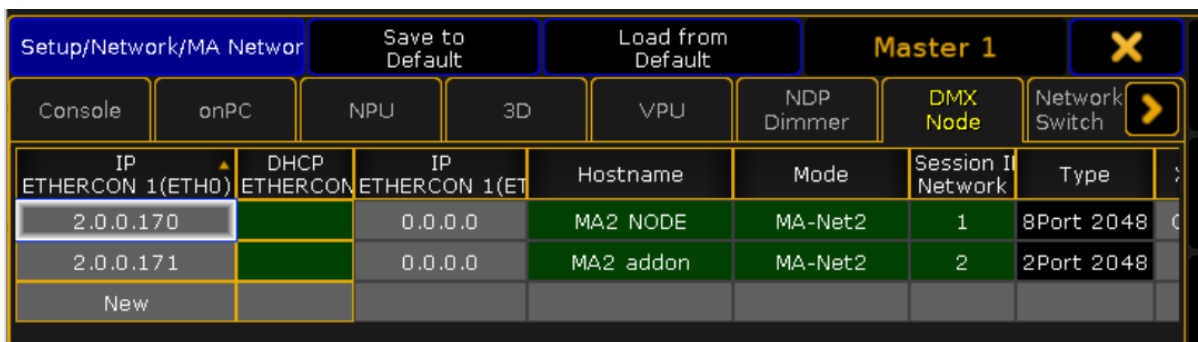 Setup/Network/MA Networ
Save to
Default
Load from
Default
Master 1
Console
onPC
NPU
3D
VPU
NDP
Dimmer
DMX
Node
Network
Switch
IP
ETHERCON 1(ETH0)
DHCP
ETHERCON
IP
ETHERCON 1(ET
Hostname
Mode
Session I
Network
Type
2.0.0.170 0.0.0.0 MA2 NODE MA-Net2 1 8Port 2048
2.0.0.171 0.0.0.0 MA2 addon MA-Net2 2 2Port 2048
New